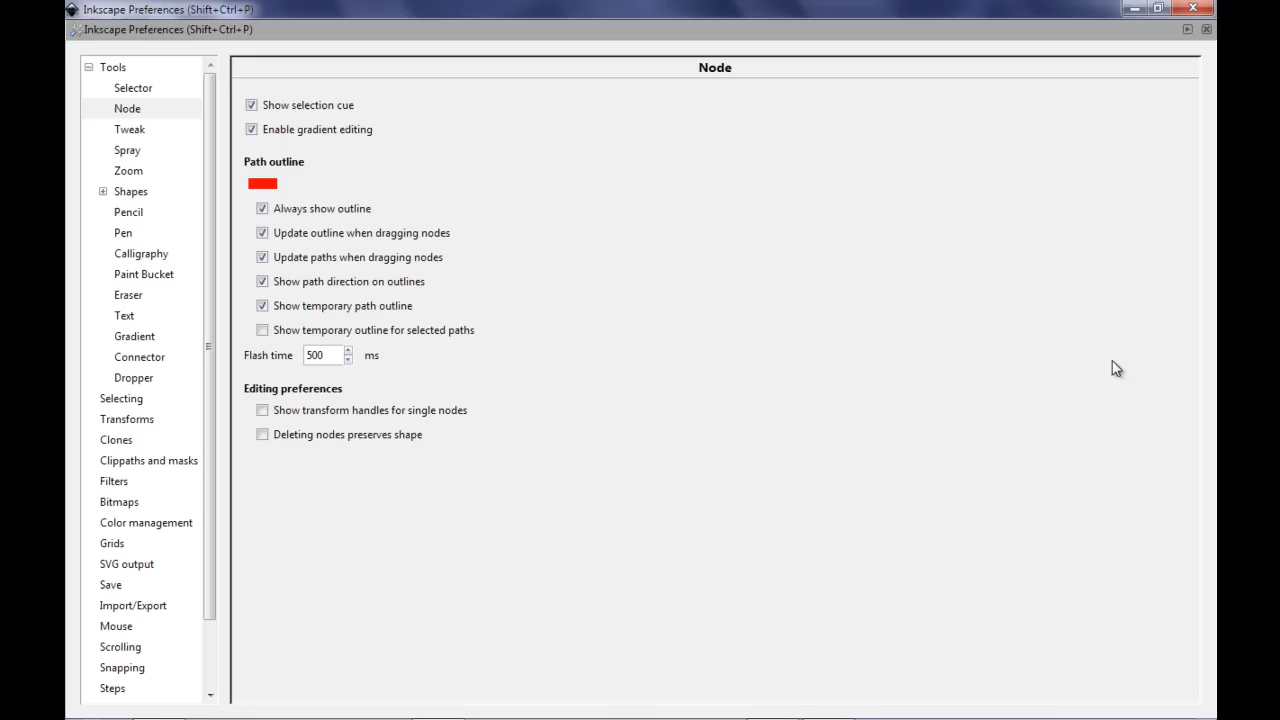 Inkscape Preferences (Shift+Ctrl+P)
Inkscape Preferences (Shift+Ctrl+P)
Tools
Selector
Node
Tweak
Spray
Zoom
Shapes
Pencil
Pen
Calligraphy
Paint Bucket
Eraser
Text
Gradient
Connector
Dropper
Selecting
Transforms
Clones
Clippaths and masks
Filters
Bitmaps
Color management
Grids
SVG output
Save
Import/Export
Mouse
Scrolling
Snapping
Steps
Node
Show selection cue
Enable gradient editing
Path outline
Always show outline
Update outline when dragging nodes
Update paths when dragging nodes
Show path direction on outlines
Show temporary path outline
Show temporary outline for selected paths
Flash time 500 ms
Editing preferences
Show transform handles for single nodes
Deleting nodes preserves shape